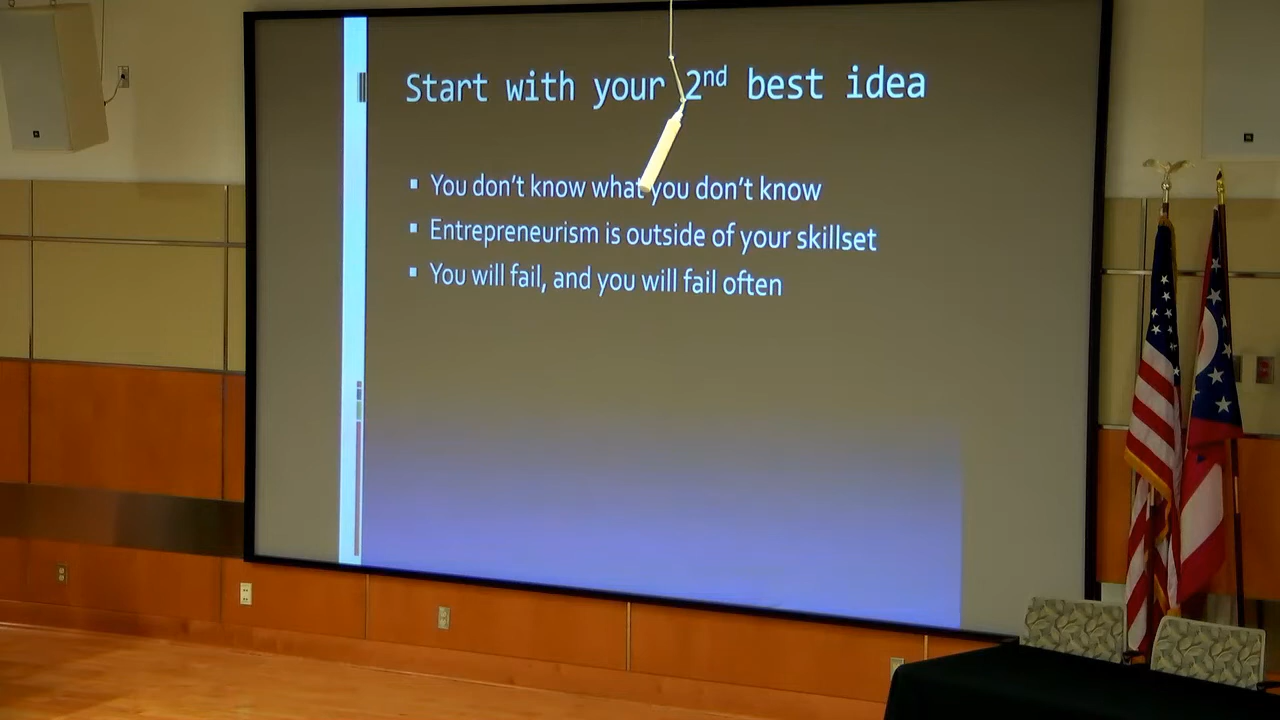 Start with your 2nd best idea
▪ You don't know what you don't know
▪ Entrepreneurism is outside of your skillset
▪ You will fail, and you will fail often